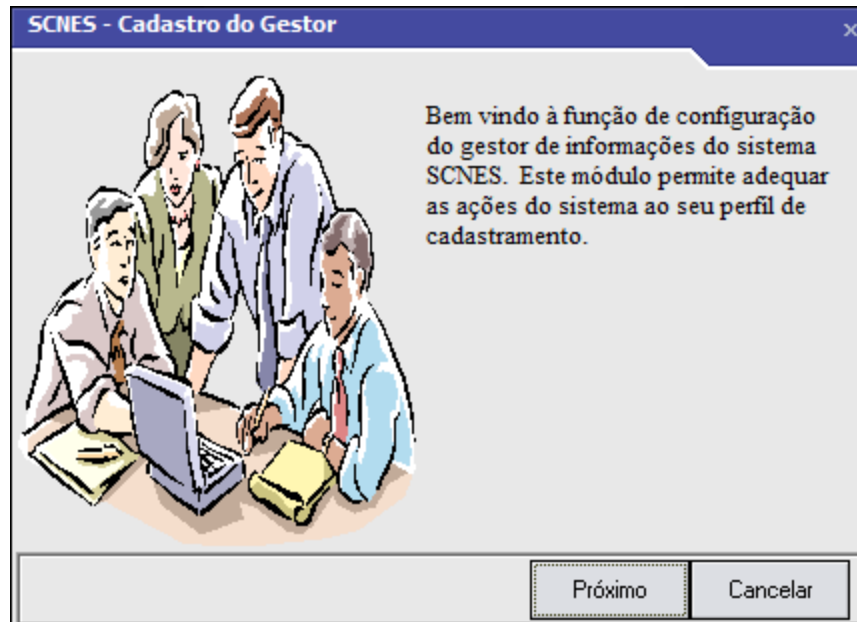 SCNES - Cadastro do Gestor
Bem vindo à função de configuração
do gestor de informações do sistema
SCNES. Este módulo permite adequar
as ações do sistema ao seu perfil de
cadastramento.
Próximo
Cancelar